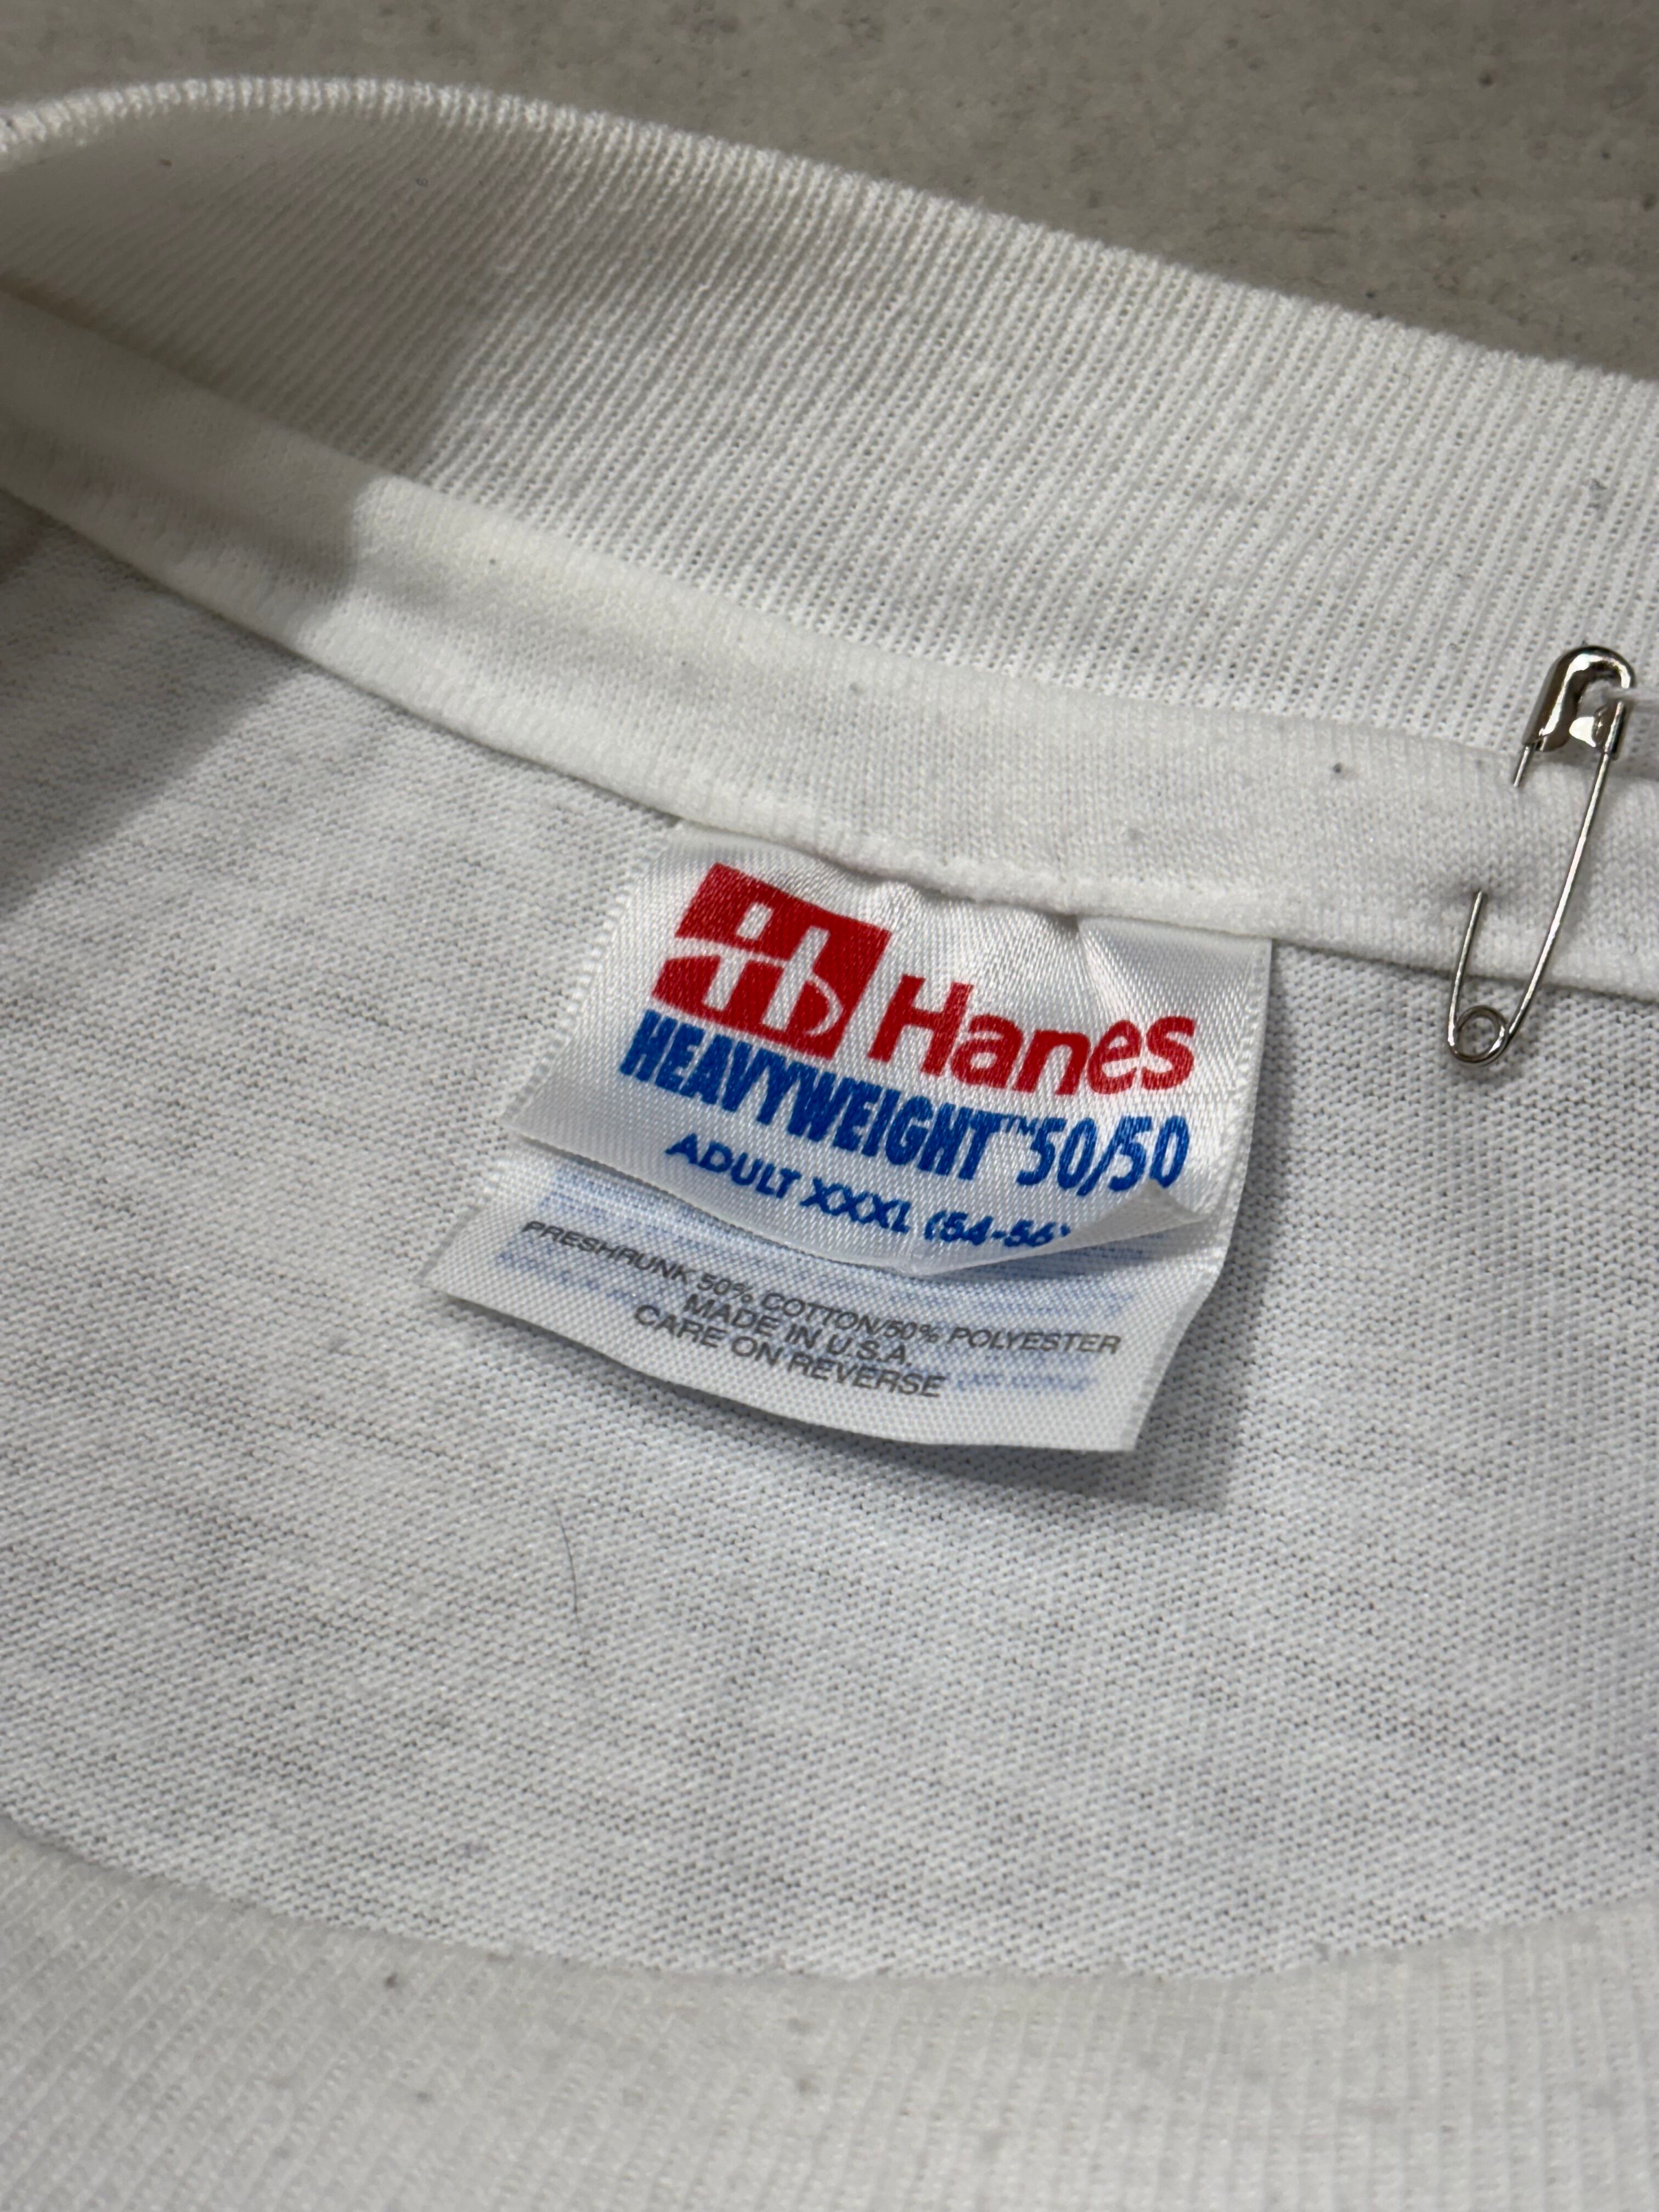 Hanes
HEAVYWEIGHT™ 50/50
ADULT XXXL (54-56)
PRESHRUNK 50% COTTON/50% POLYESTER
MADE IN U.S.A.
CARE ON REVERSE